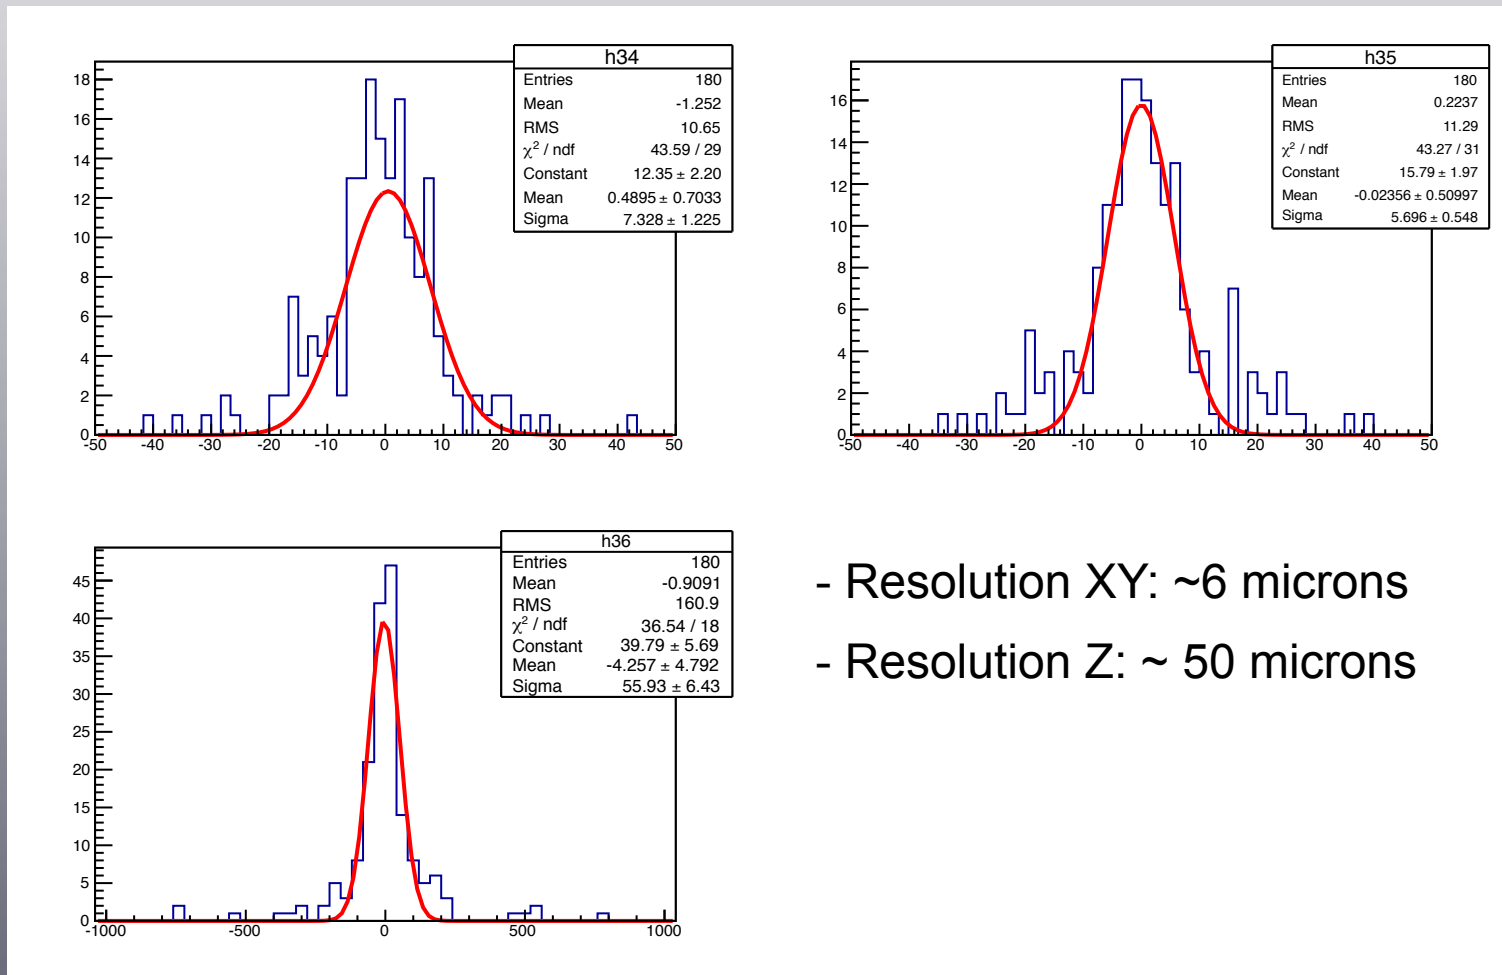 h34
Entries 180
Mean -1.252
RMS 10.65
χ² / ndf 43.59 / 29
Constant 12.35 ± 2.20
Mean 0.4895 ± 0.7033
Sigma 7.328 ± 1.225
18
16
14
12
10
8
6
4
2
0
-50 -40 -30 -20 -10 0 10 20 30 40 50
h35
Entries 180
Mean 0.2237
RMS 11.29
χ² / ndf 43.27 / 31
Constant 15.79 ± 1.97
Mean -0.02356 ± 0.50997
Sigma 5.696 ± 0.548
16
14
12
10
8
6
4
2
0
-50 -40 -30 -20 -10 0 10 20 30 40 50
h36
Entries 180
Mean -0.9091
RMS 160.9
χ² / ndf 36.54 / 18
Constant 39.79 ± 5.69
Mean -4.257 ± 4.792
Sigma 55.93 ± 6.43
45
40
35
30
25
20
15
10
5
0
-1000 -500 0 500 1000
- Resolution XY: ~6 microns
- Resolution Z: ~ 50 microns